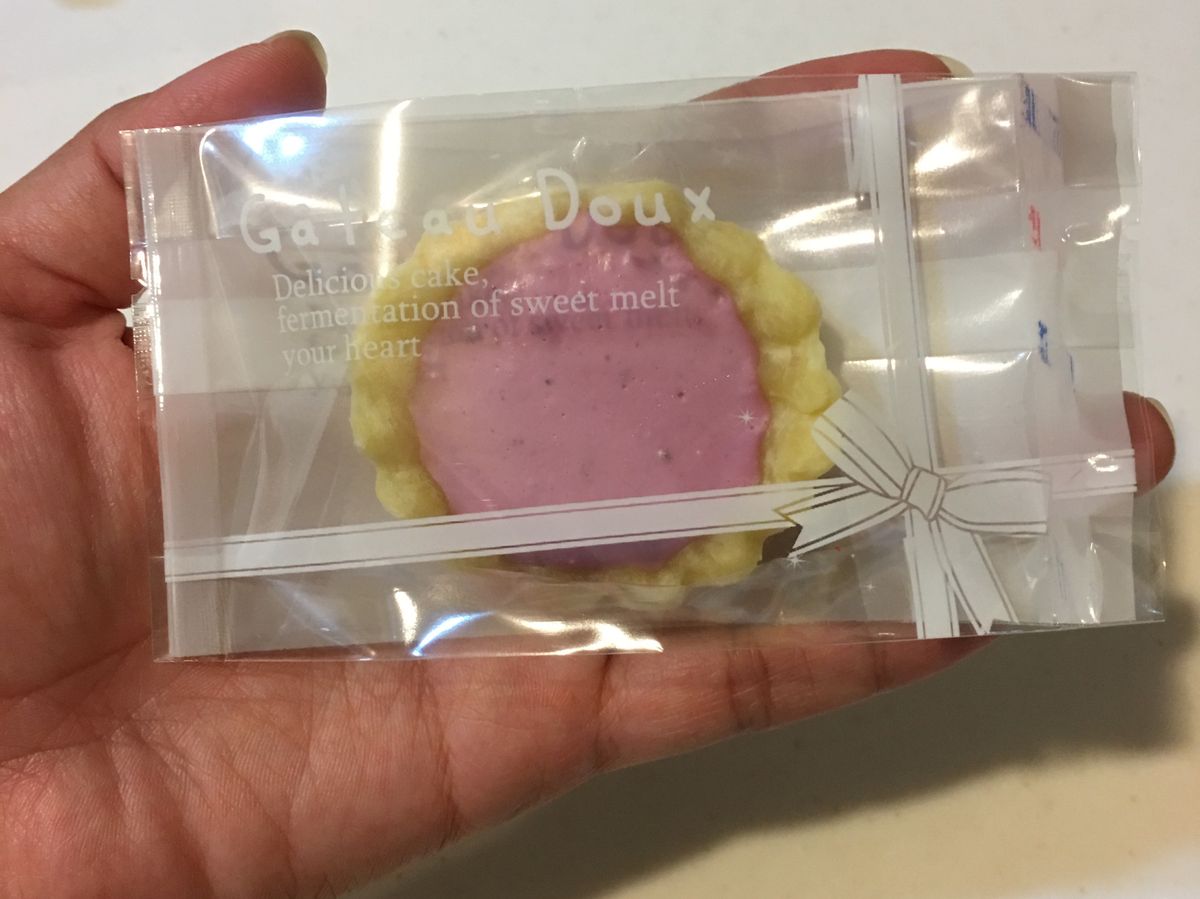 Gateau Doux
Delicious cake,
fermentation of sweet melt
your heart